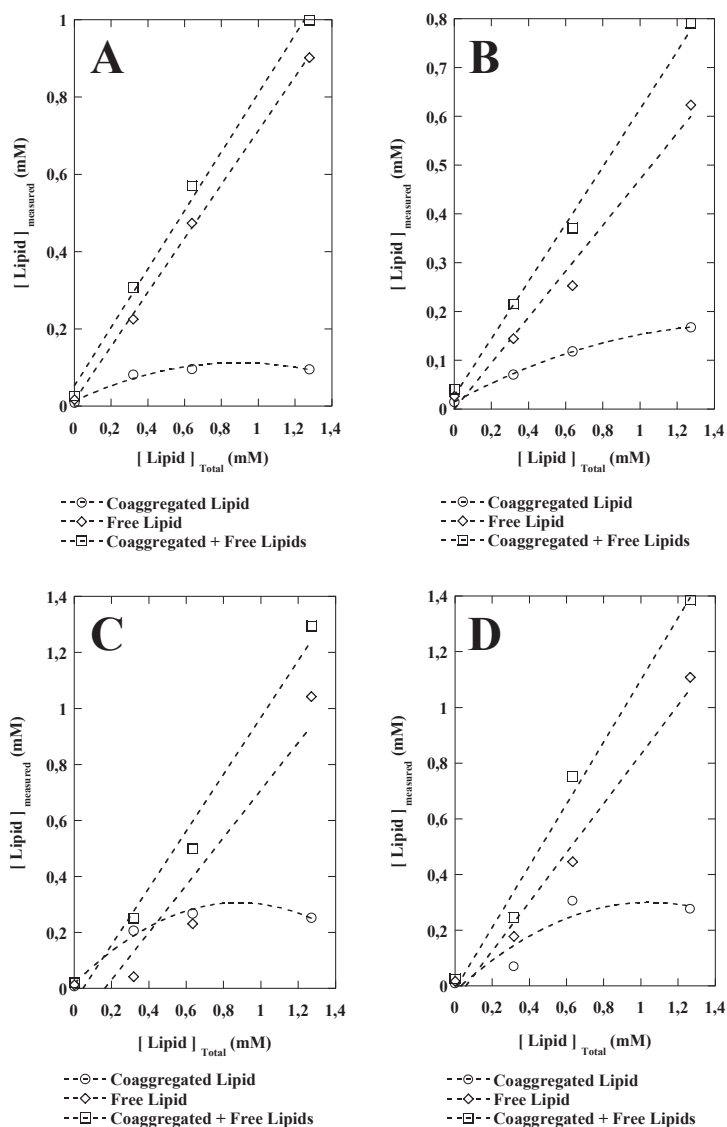 A
1
0,8
0,6
0,4
0,2
0
[ Lipid ] measured (mM)
0 0,2 0,4 0,6 0,8 1 1,2 1,4
[ Lipid ] Total (mM)
Coaggregated Lipid
Free Lipid
Coaggregated + Free Lipids
B
0,8
0,7
0,6
0,5
0,4
0,3
0,2
0,1
0
[ Lipid ] measured (mM)
0 0,2 0,4 0,6 0,8 1 1,2 1,4
[ Lipid ] Total (mM)
Coaggregated Lipid
Free Lipid
Coaggregated + Free Lipids
C
1,4
1,2
1
0,8
0,6
0,4
0,2
0
[ Lipid ] measured (mM)
0 0,2 0,4 0,6 0,8 1 1,2 1,4
[ Lipid ] Total (mM)
Coaggregated Lipid
Free Lipid
Coaggregated + Free Lipids
D
1,4
1,2
1
0,8
0,6
0,4
0,2
0
[ Lipid ] measured (mM)
0 0,2 0,4 0,6 0,8 1 1,2 1,4
[ Lipid ] Total (mM)
Coaggregated Lipid
Free Lipid
Coaggregated + Free Lipids